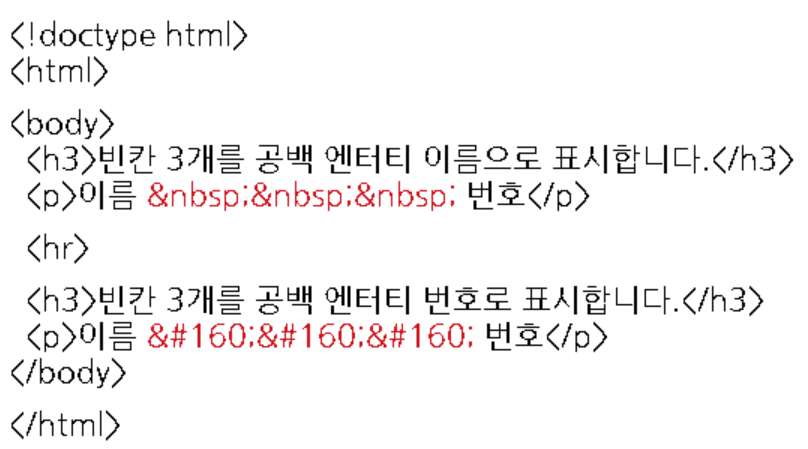 <!doctype html>
<html>
<body>
<h3>빈칸 3개를 공백 엔터티 이름으로 표시합니다.</h3>
<p>이름 &nbsp;&nbsp;&nbsp; 번호</p>
<hr>
<h3>빈칸 3개를 공백 엔터티 번호로 표시합니다.</h3>
<p>이름 &#160;&#160;&#160; 번호</p>
</body>
</html>